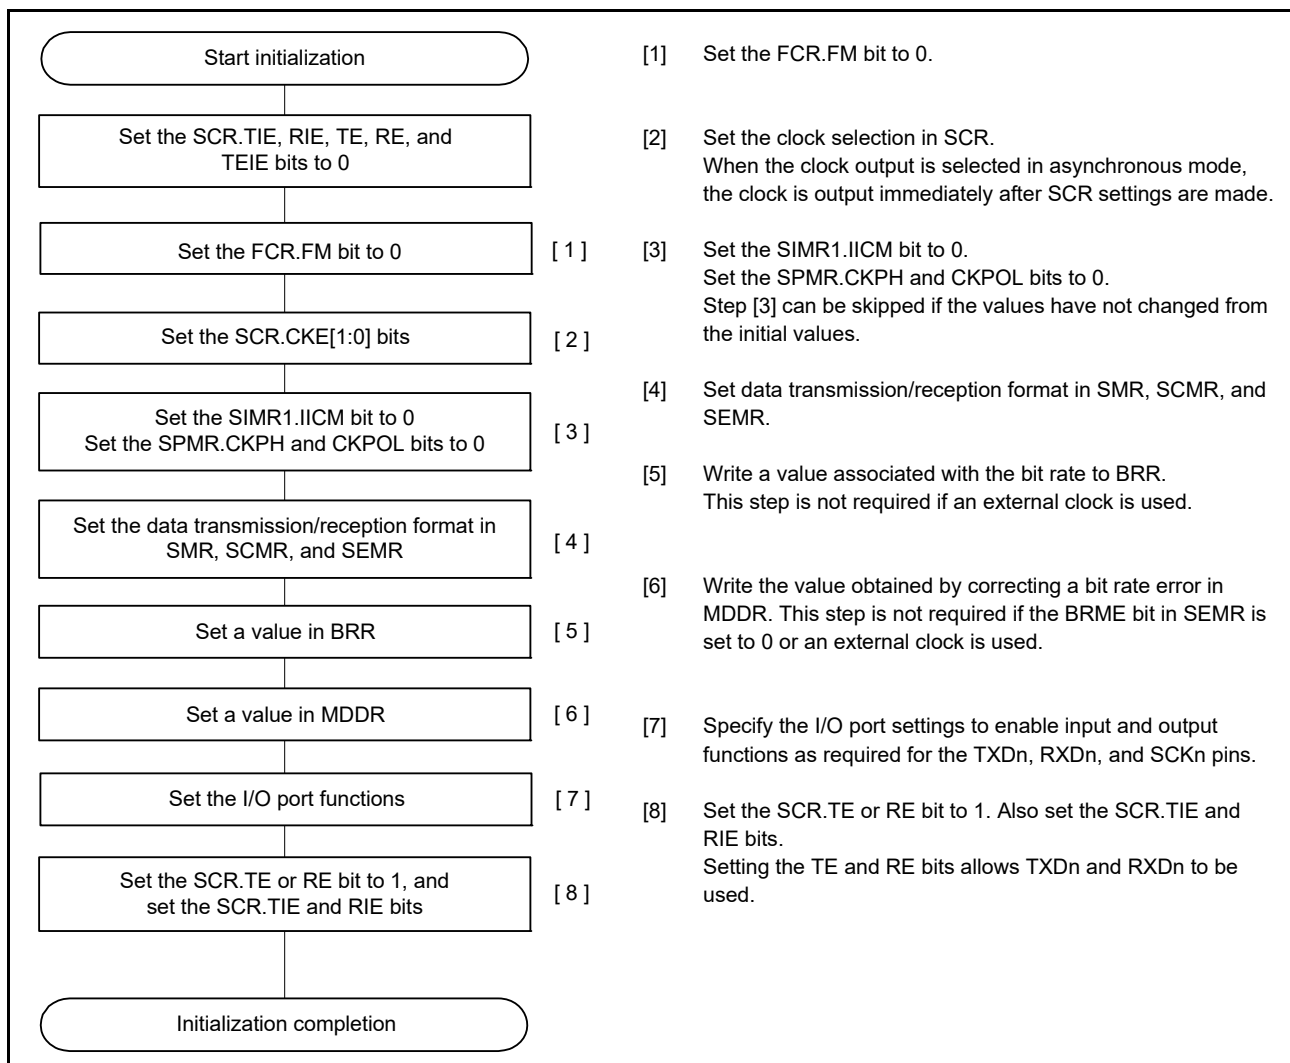 Start initialization
Set the SCR.TIE, RIE, TE, RE, and
TEIE bits to 0
Set the FCR.FM bit to 0
[ 1 ]
Set the SCR.CKE[1:0] bits
[ 2 ]
Set the SIMR1.IICM bit to 0
Set the SPMR.CKPH and CKPOL bits to 0
[ 3 ]
Set the data transmission/reception format in
SMR, SCMR, and SEMR
[ 4 ]
Set a value in BRR
[ 5 ]
Set a value in MDDR
[ 6 ]
Set the I/O port functions
[ 7 ]
Set the SCR.TE or RE bit to 1, and
set the SCR.TIE and RIE bits
[ 8 ]
Initialization completion
[1] Set the FCR.FM bit to 0.
[2] Set the clock selection in SCR.
When the clock output is selected in asynchronous mode,
the clock is output immediately after SCR settings are made.
[3] Set the SIMR1.IICM bit to 0.
Set the SPMR.CKPH and CKPOL bits to 0.
Step [3] can be skipped if the values have not changed from
the initial values.
[4] Set data transmission/reception format in SMR, SCMR, and
SEMR.
[5] Write a value associated with the bit rate to BRR.
This step is not required if an external clock is used.
[6] Write the value obtained by correcting a bit rate error in
MDDR. This step is not required if the BRME bit in SEMR is
set to 0 or an external clock is used.
[7] Specify the I/O port settings to enable input and output
functions as required for the TXDn, RXDn, and SCKn pins.
[8] Set the SCR.TE or RE bit to 1. Also set the SCR.TIE and
RIE bits.
Setting the TE and RE bits allows TXDn and RXDn to be
used.